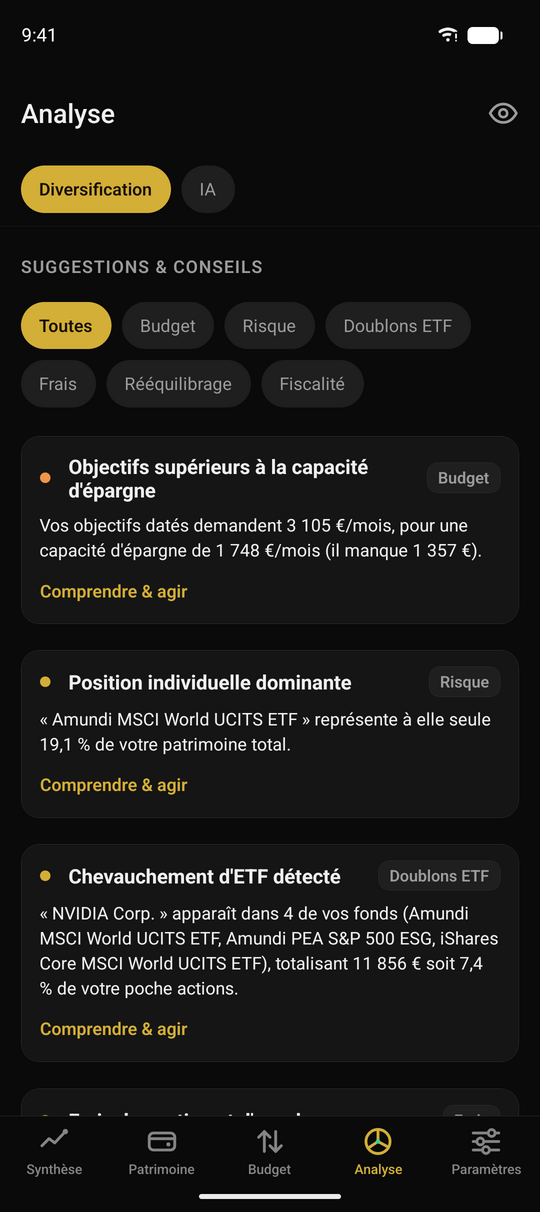 9:41
Analyse
Diversification
IA
SUGGESTIONS & CONSEILS
Toutes
Budget
Risque
Doublons ETF
Frais
Rééquilibrage
Fiscalité
Objectifs supérieurs à la capacité
d'épargne
Budget
Vos objectifs datés demandent 3 105 €/mois, pour une
capacité d'épargne de 1 748 €/mois (il manque 1 357 €).
Comprendre & agir
Position individuelle dominante
Risque
« Amundi MSCI World UCITS ETF » représente à elle seule
19,1 % de votre patrimoine total.
Comprendre & agir
Chevauchement d'ETF détecté
Doublons ETF
« NVIDIA Corp. » apparaît dans 4 de vos fonds (Amundi
MSCI World UCITS ETF, Amundi PEA S&P 500 ESG, iShares
Core MSCI World UCITS ETF), totalisant 11 856 € soit 7,4
% de votre poche actions.
Comprendre & agir
Synthèse
Patrimoine
Budget
Analyse
Paramètres